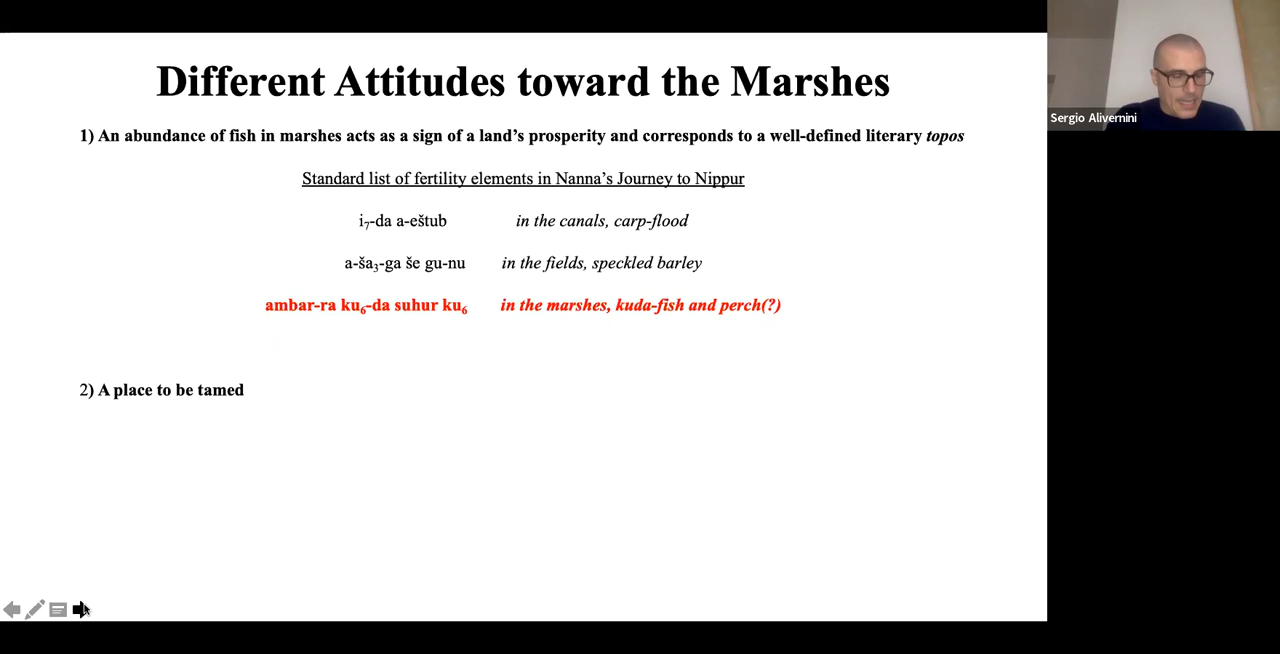 Different Attitudes toward the Marshes
1) An abundance of fish in marshes acts as a sign of a land’s prosperity and corresponds to a well-defined literary topos
Standard list of fertility elements in Nanna’s Journey to Nippur
i₇-da a-eštub in the canals, carp-flood
a-ša₃-ga še gu-nu in the fields, speckled barley
ambar-ra ku₆-da suhur ku₆ in the marshes, kuda-fish and perch(?)
2) A place to be tamed
Sergio Alivernini